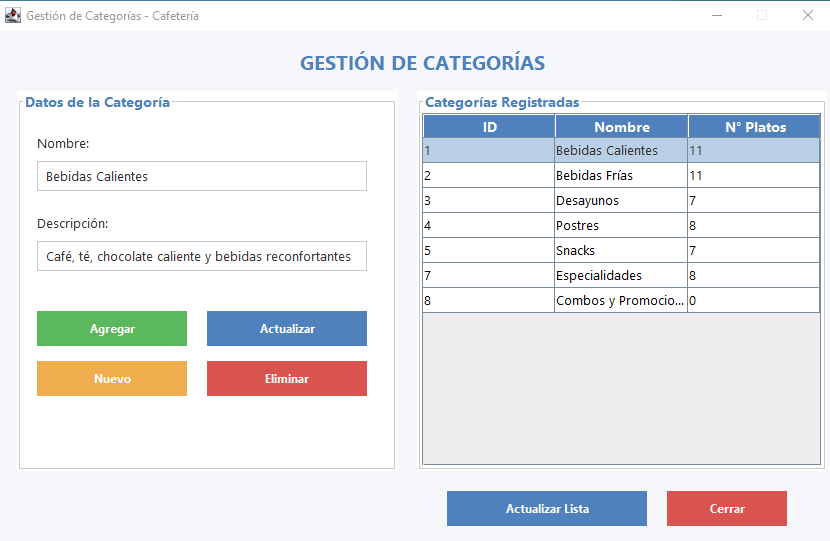 Gestión de Categorías - Cafetería
GESTIÓN DE CATEGORÍAS
Datos de la Categoría
Nombre:
Bebidas Calientes
Descripción:
Café, té, chocolate caliente y bebidas reconfortantes
Agregar Actualizar
Nuevo Eliminar
Categorías Registradas
ID Nombre N° Platos
1 Bebidas Calientes 11
2 Bebidas Frías 11
3 Desayunos 7
4 Postres 8
5 Snacks 7
7 Especialidades 8
8 Combos y Promocio... 0
Actualizar Lista Cerrar